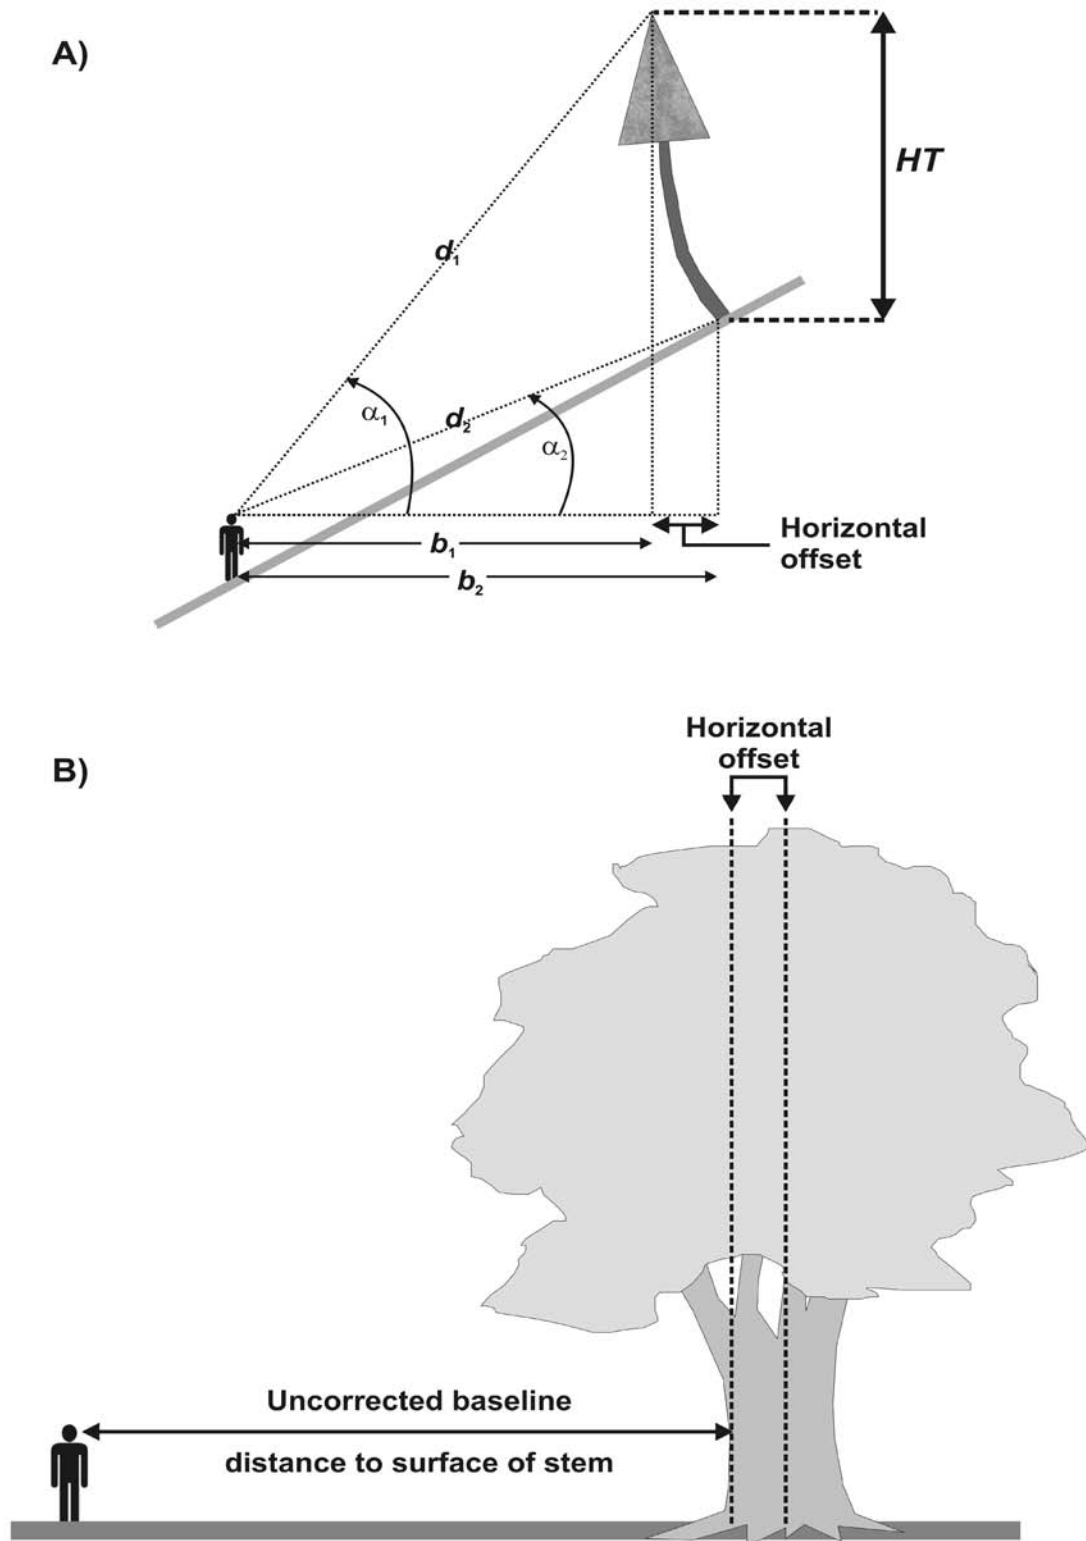 A)
HT
d₁
α₁
d₂
α₂
b₁
b₂
Horizontal
offset
Horizontal
offset
B)
Uncorrected baseline
distance to surface of stem